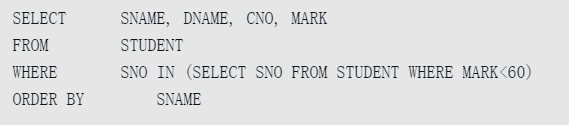 SELECT SNAME, DNAME, CNO, MARK
FROM STUDENT
WHERE SNO IN (SELECT SNO FROM STUDENT WHERE MARK<60)
ORDER BY SNAME